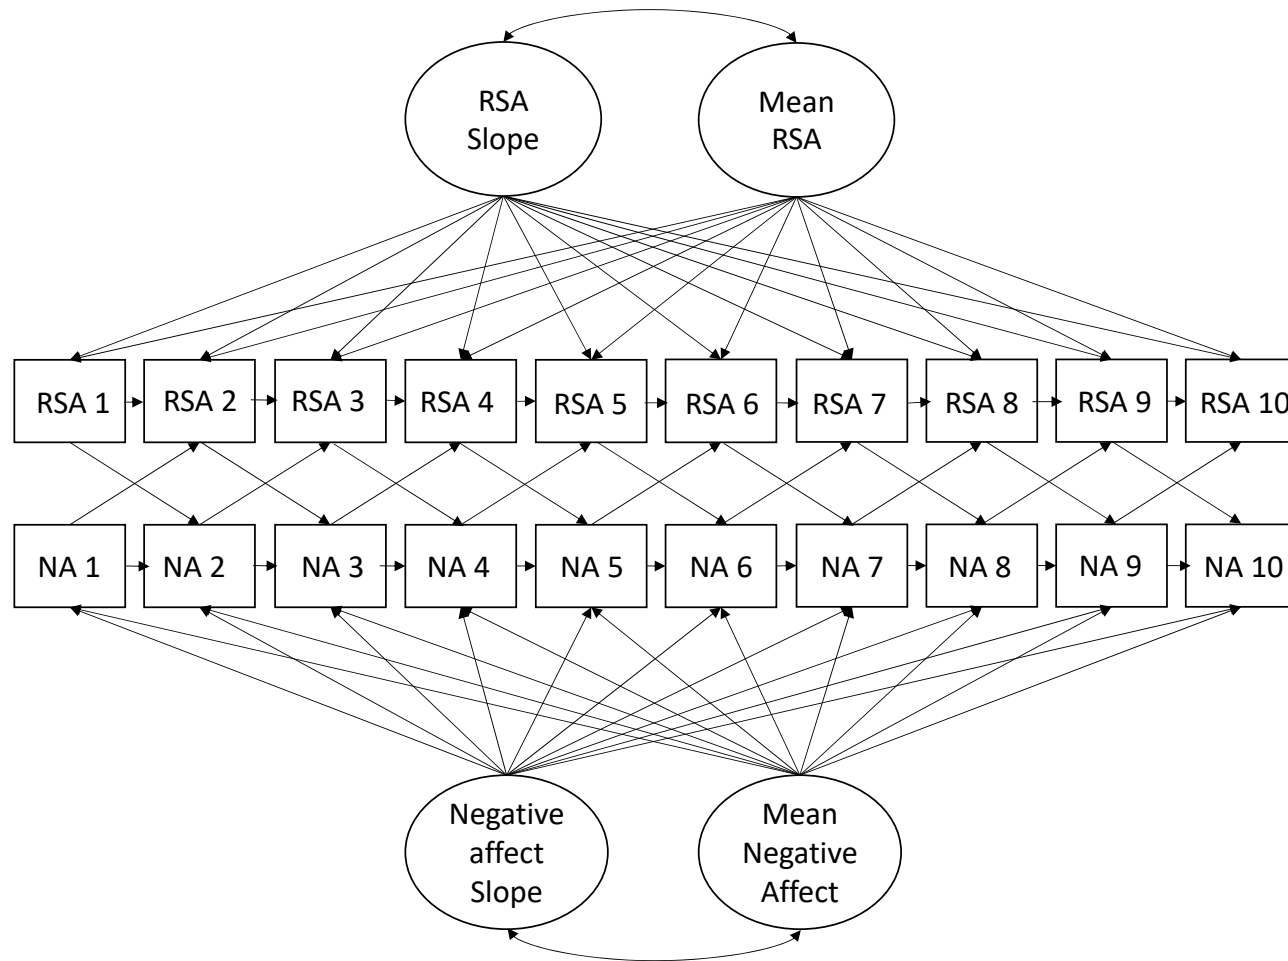 RSA
Slope
Mean
RSA
RSA 1
RSA 2
RSA 3
RSA 4
RSA 5
RSA 6
RSA 7
RSA 8
RSA 9
RSA 10
NA 1
NA 2
NA 3
NA 4
NA 5
NA 6
NA 7
NA 8
NA 9
NA 10
Negative
affect
Slope
Mean
Negative
Affect